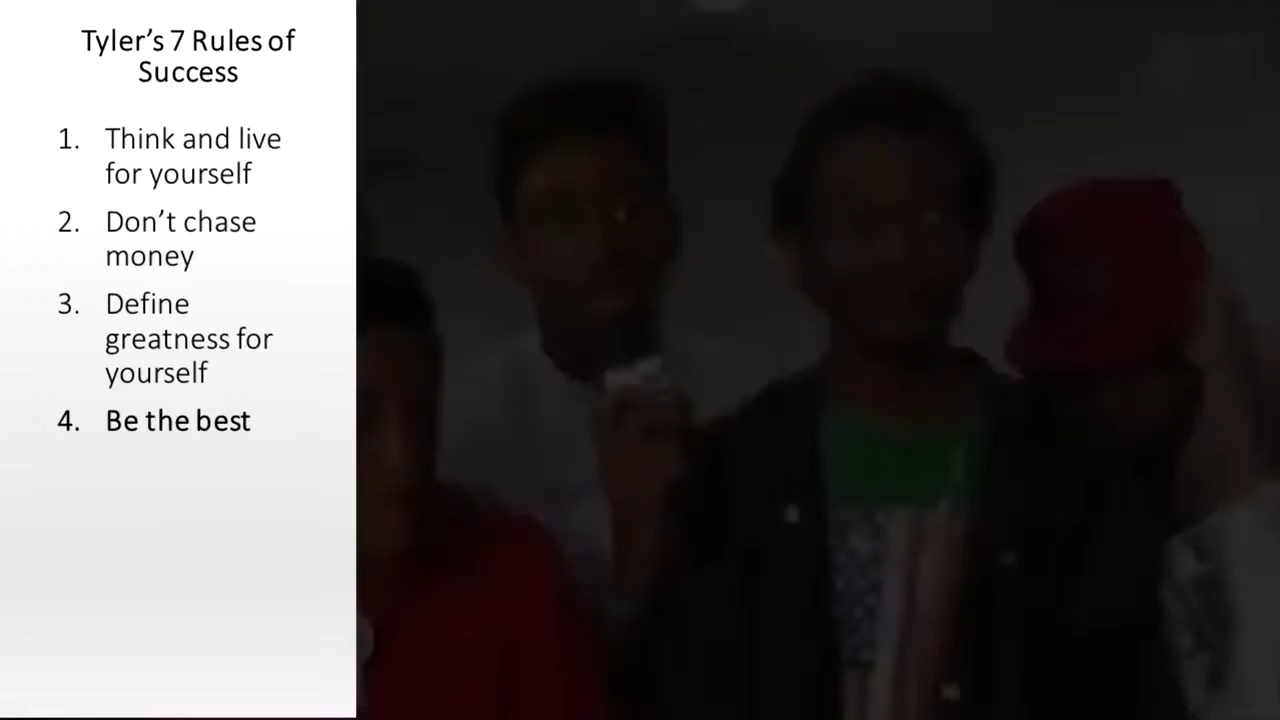 Tyler’s 7 Rules of
Success
1. Think and live
for yourself
2. Don’t chase
money
3. Define
greatness for
yourself
4. Be the best